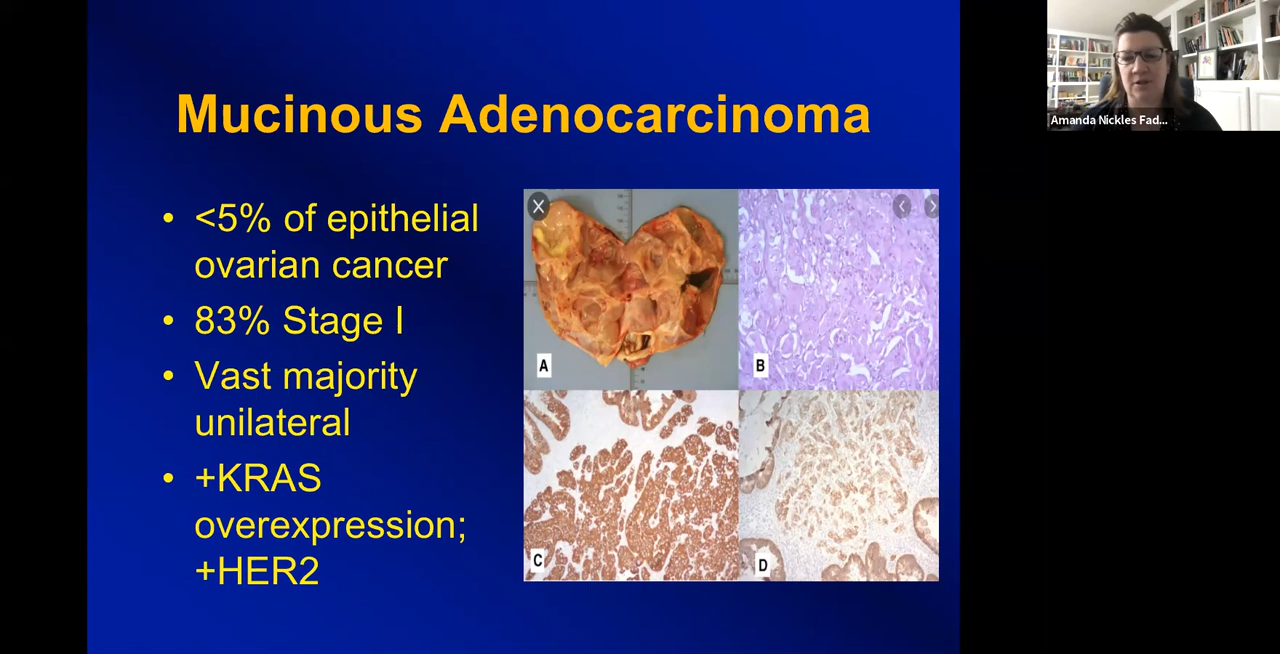 Mucinous Adenocarcinoma
• <5% of epithelial
ovarian cancer
• 83% Stage I
• Vast majority
unilateral
• +KRAS
overexpression;
+HER2
A
B
C
D
Amanda Nickles Fad...